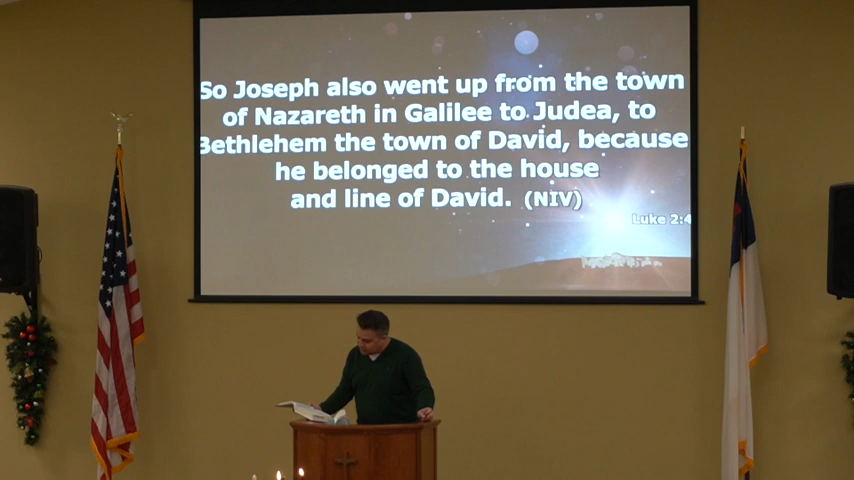 So Joseph also went up from the town
of Nazareth in Galilee to Judea, to
Bethlehem the town of David, because
he belonged to the house
and line of David. (NIV)
Luke 2:4